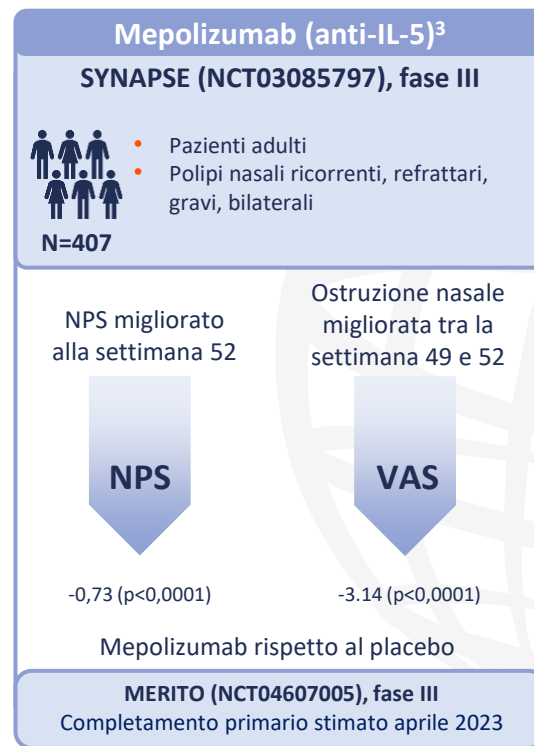 Mepolizumab (anti-IL-5)³
SYNAPSE (NCT03085797), fase III
• Pazienti adulti
• Polipi nasali ricorrenti, refrattari,
gravi, bilaterali
N=407
NPS migliorato
alla settimana 52
Ostruzione nasale
migliorata tra la
settimana 49 e 52
NPS
VAS
-0,73 (p<0,0001)
-3.14 (p<0,0001)
Mepolizumab rispetto al placebo
MERITO (NCT04607005), fase III
Completamento primario stimato aprile 2023